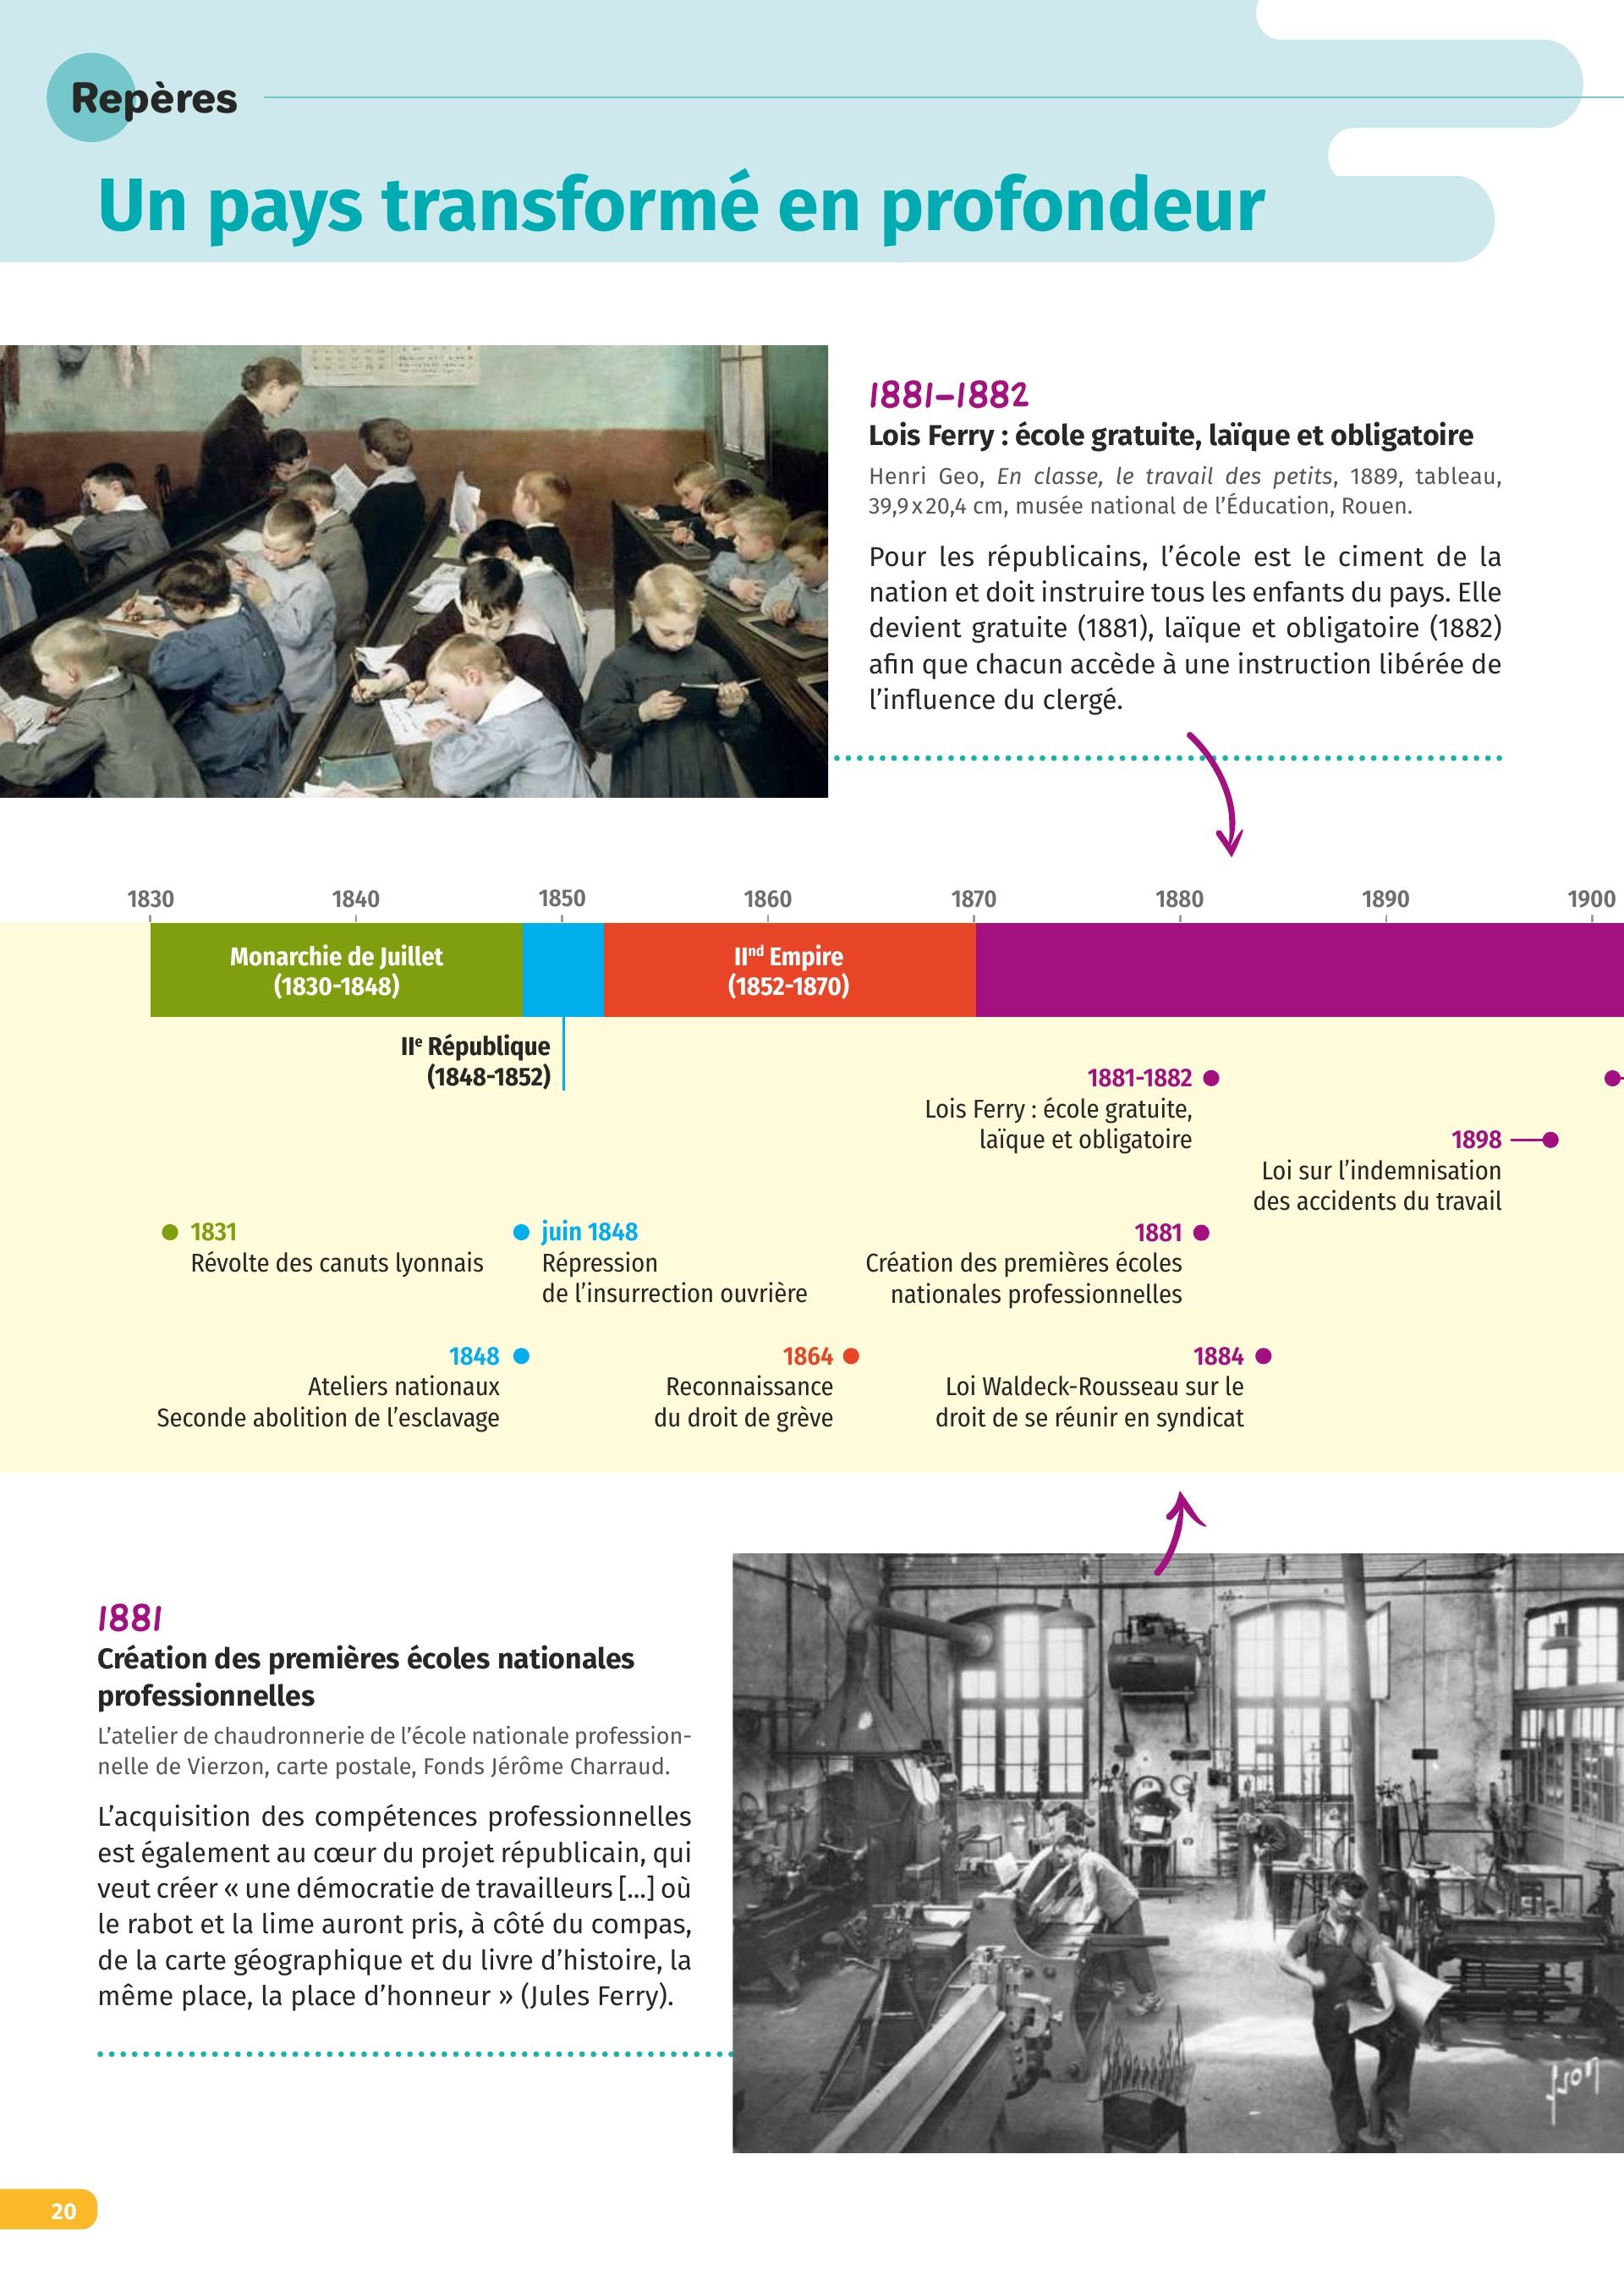 Repères
Un pays transformé en profondeur
1881-1882
Lois Ferry : école gratuite, laïque et obligatoire
Henri Geo, En classe, le travail des petits, 1889, tableau,
39,9 x 20,4 cm, musée national de l’Éducation, Rouen.
Pour les républicains, l’école est le ciment de la
nation et doit instruire tous les enfants du pays. Elle
devient gratuite (1881), laïque et obligatoire (1882)
afin que chacun accède à une instruction libérée de
l’influence du clergé.
1830 1840 1850 1860 1870 1880 1890 1900
Monarchie de Juillet
(1830-1848)
IInd Empire
(1852-1870)
IIe République
(1848-1852)
1881-1882
Lois Ferry : école gratuite,
laïque et obligatoire
1898
Loi sur l’indemnisation
des accidents du travail
1831
Révolte des canuts lyonnais
juin 1848
Répression
de l’insurrection ouvrière
1881
Création des premières écoles
nationales professionnelles
1848
Ateliers nationaux
Seconde abolition de l’esclavage
1864
Reconnaissance
du droit de grève
1884
Loi Waldeck-Rousseau sur le
droit de se réunir en syndicat
1881
Création des premières écoles nationales
professionnelles
L’atelier de chaudronnerie de l’école nationale profession-
nelle de Vierzon, carte postale, Fonds Jérôme Charraud.
L’acquisition des compétences professionnelles
est également au cœur du projet républicain, qui
veut créer « une démocratie de travailleurs [...] où
le rabot et la lime auront pris, à côté du compas,
de la carte géographique et du livre d’histoire, la
même place, la place d’honneur » (Jules Ferry).
20